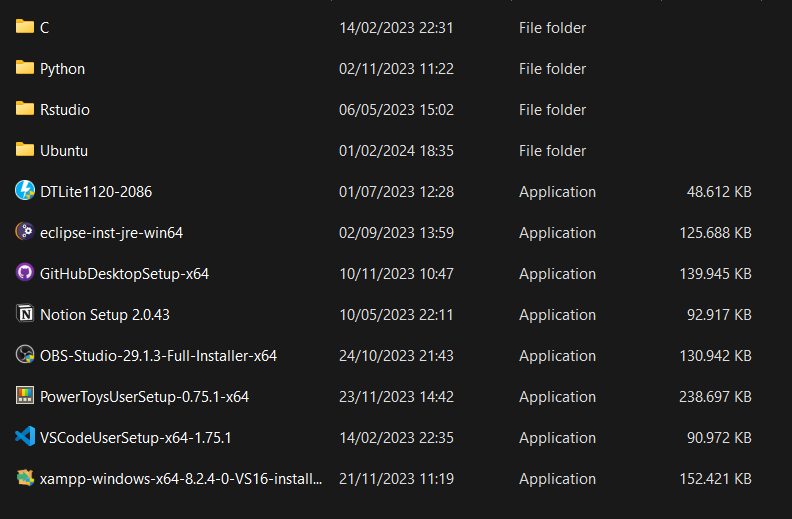 C 14/02/2023 22:31 File folder
Python 02/11/2023 11:22 File folder
Rstudio 06/05/2023 15:02 File folder
Ubuntu 01/02/2024 18:35 File folder
DTLite1120-2086 01/07/2023 12:28 Application 48.612 KB
eclipse-inst-jre-win64 02/09/2023 13:59 Application 125.688 KB
GitHubDesktopSetup-x64 10/11/2023 10:47 Application 139.945 KB
Notion Setup 2.0.43 10/05/2023 22:11 Application 92.917 KB
OBS-Studio-29.1.3-Full-Installer-x64 24/10/2023 21:43 Application 130.942 KB
PowerToysUserSetup-0.75.1-x64 23/11/2023 14:42 Application 238.697 KB
VSCodeUserSetup-x64-1.75.1 14/02/2023 22:35 Application 90.972 KB
xampp-windows-x64-8.2.4-0-VS16-install... 21/11/2023 11:19 Application 152.421 KB